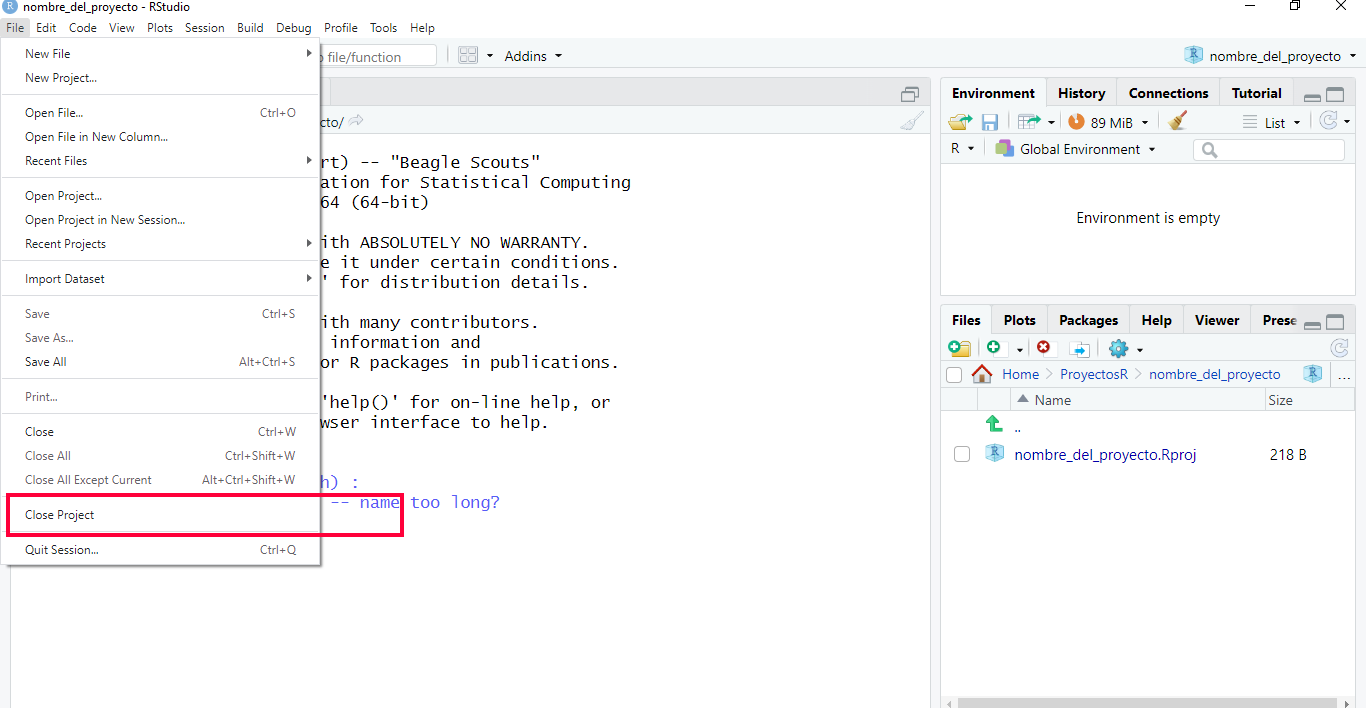 nombre_del_proyecto - RStudio
File Edit Code View Plots Session Build Debug Profile Tools Help
file/function
Addins
nombre_del_proyecto
New File
New Project...
Open File... Ctrl+O
Open File in New Column...
Recent Files
Open Project...
Open Project in New Session...
Recent Projects
Import Dataset
Save Ctrl+S
Save As...
Save All Alt+Ctrl+S
Print...
Close Ctrl+W
Close All Ctrl+Shift+W
Close All Except Current Alt+Ctrl+Shift+W
Close Project
Quit Session... Ctrl+Q
cto/
rt) -- "Beagle Scouts"
ation for Statistical Computing
64 (64-bit)
ith ABSOLUTELY NO WARRANTY.
e it under certain conditions.
' for distribution details.
ith many contributors.
information and
or R packages in publications.
'help()' for on-line help, or
wser interface to help.
h) :
-- name too long?
Environment History Connections Tutorial
89 MiB List
R Global Environment
Environment is empty
Files Plots Packages Help Viewer Prese
Home ProyectosR nombre_del_proyecto R ...
Name Size
..
nombre_del_proyecto.Rproj 218 B